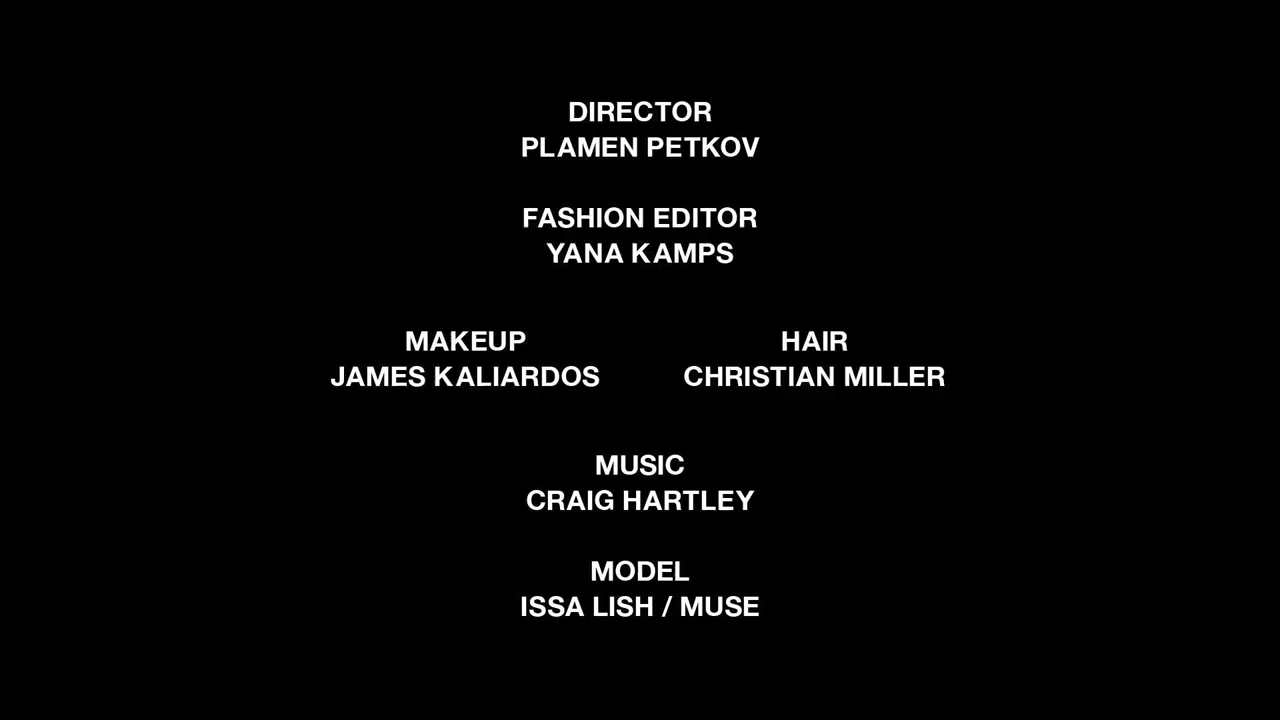 DIRECTOR
PLAMEN PETKOV
FASHION EDITOR
YANA KAMPS
MAKEUP
JAMES KALIARDOS
HAIR
CHRISTIAN MILLER
MUSIC
CRAIG HARTLEY
MODEL
ISSA LISH / MUSE